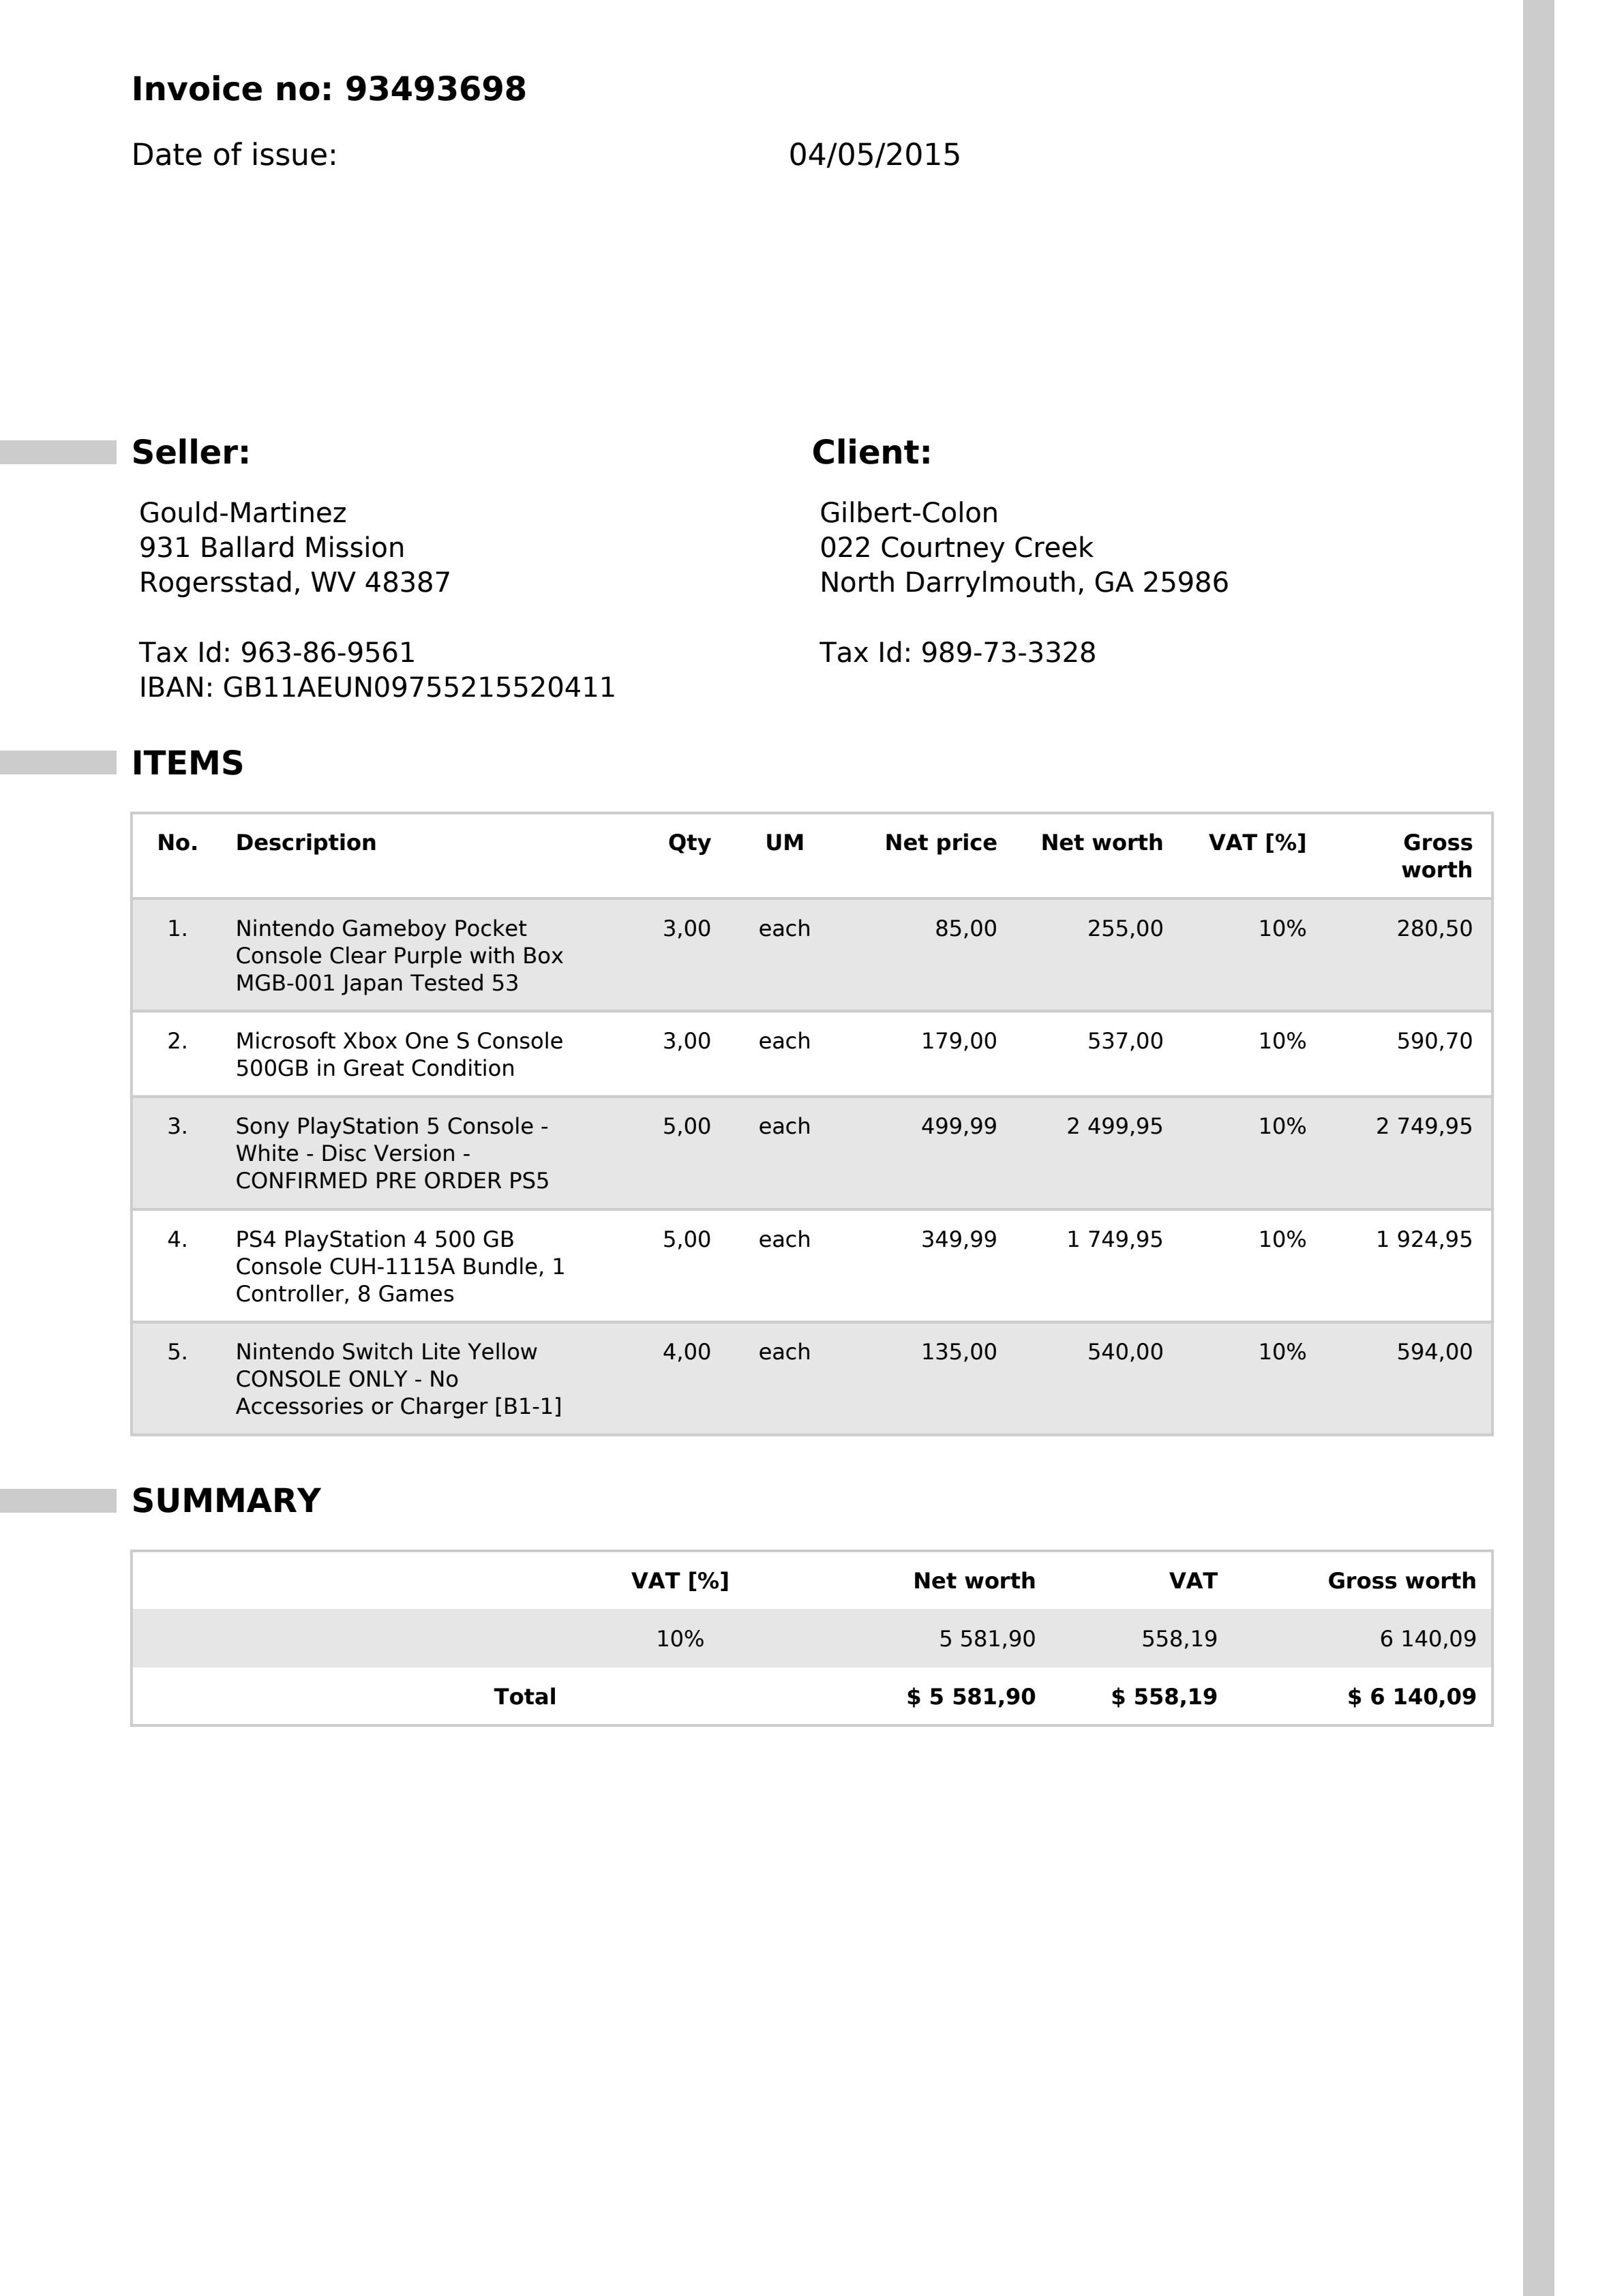 Invoice no: 93493698
Date of issue: 04/05/2015
Seller:
Gould-Martinez
931 Ballard Mission
Rogersstad, WV 48387
Tax Id: 963-86-9561
IBAN: GB11AEUN09755215520411
Client:
Gilbert-Colon
022 Courtney Creek
North Darrylmouth, GA 25986
Tax Id: 989-73-3328
ITEMS
No. Description Qty UM Net price Net worth VAT [%] Gross
worth
1. Nintendo Gameboy Pocket 3,00 each 85,00 255,00 10% 280,50
Console Clear Purple with Box
MGB-001 Japan Tested 53
2. Microsoft Xbox One S Console 3,00 each 179,00 537,00 10% 590,70
500GB in Great Condition
3. Sony PlayStation 5 Console - 5,00 each 499,99 2 499,95 10% 2 749,95
White - Disc Version -
CONFIRMED PRE ORDER PS5
4. PS4 PlayStation 4 500 GB 5,00 each 349,99 1 749,95 10% 1 924,95
Console CUH-1115A Bundle, 1
Controller, 8 Games
5. Nintendo Switch Lite Yellow 4,00 each 135,00 540,00 10% 594,00
CONSOLE ONLY - No
Accessories or Charger [B1-1]
SUMMARY
VAT [%] Net worth VAT Gross worth
10% 5 581,90 558,19 6 140,09
Total $ 5 581,90 $ 558,19 $ 6 140,09